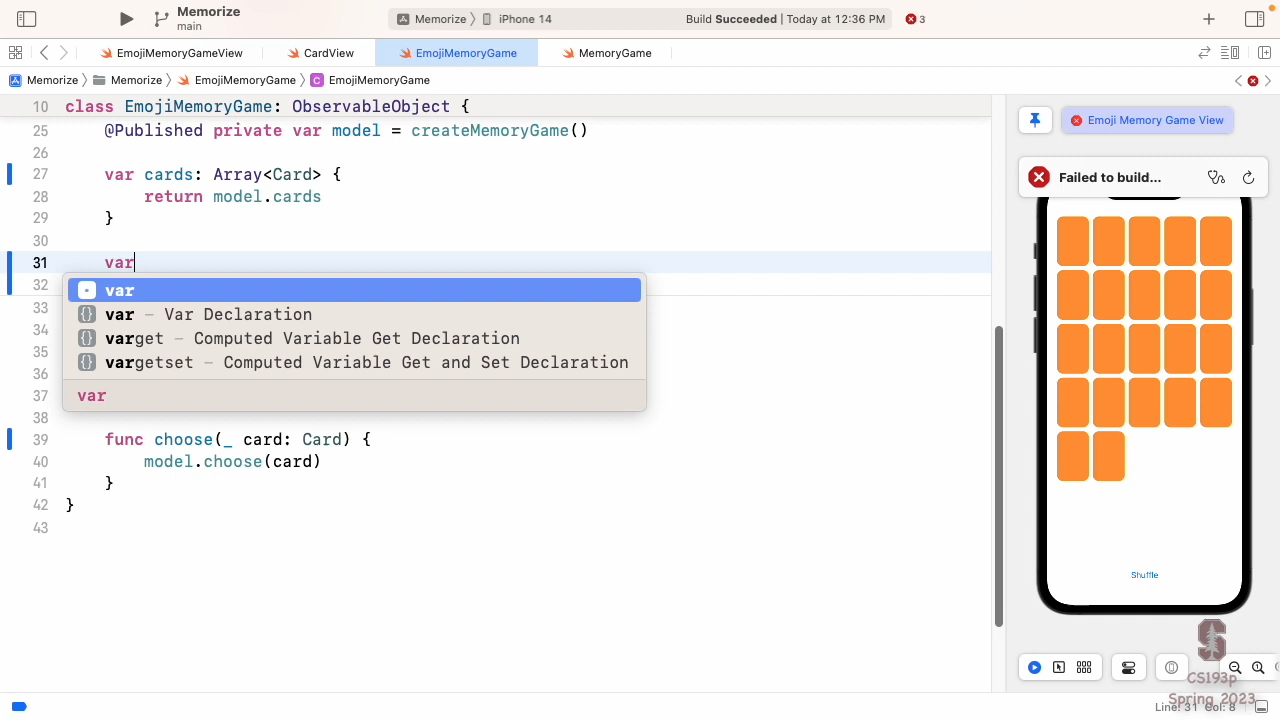 Memorize
main
Memorize 〉 iPhone 14
Build Succeeded | Today at 12:36 PM
3
EmojiMemoryGameView
CardView
EmojiMemoryGame
MemoryGame
Memorize 〉 Memorize 〉 EmojiMemoryGame 〉 C EmojiMemoryGame
10 class EmojiMemoryGame: ObservableObject {
25 @Published private var model = createMemoryGame()
26
27 var cards: Array<Card> {
28 return model.cards
29 }
30
31 var
32
var
{} var – Var Declaration
{} varget – Computed Variable Get Declaration
{} vargetset – Computed Variable Get and Set Declaration
var
33
34
35
36
37
38
39 func choose(_ card: Card) {
40 model.choose(card)
41 }
42 }
43
Emoji Memory Game View
Failed to build...
Shuffle
CS193p
Spring 2023
Line: 31 Col: 8